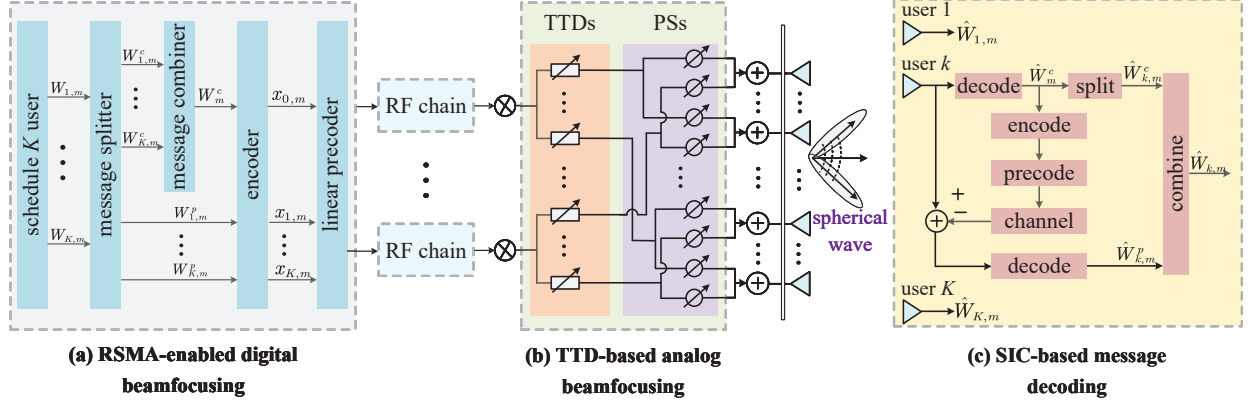 schedule K user
W_{1,m}
W_{K,m}
message splitter
W^c_{1,m}
W^c_{K,m}
message combiner
W^c_m
W^p_{1,m}
W^p_{K,m}
encoder
x_{0,m}
x_{1,m}
x_{K,m}
linear precoder
(a) RSMA-enabled digital
beamfocusing
RF chain
RF chain
TTDs
PSs
spherical
wave
(b) TTD-based analog
beamfocusing
user 1
Ŵ_{1,m}
user k
decode
Ŵ^c_m
split
Ŵ^c_{k,m}
encode
precode
channel
+
−
decode
Ŵ^p_{k,m}
combine
Ŵ_{k,m}
user K
Ŵ_{K,m}
(c) SIC-based message
decoding